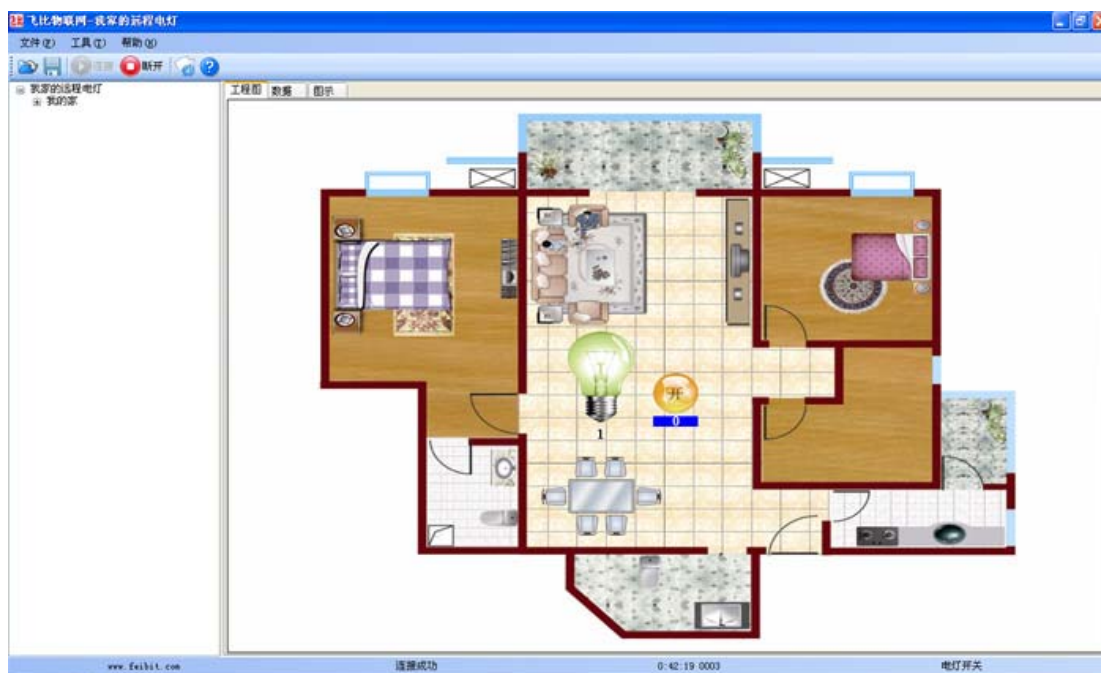 飞比物联网-我家的远程电灯
文件(F) 工具(T) 帮助(H)
连接 断开
我家的远程电灯
我的家
工程图 数据 图示
开
0
1
www.feibit.com 连接成功 0:42:19 0003 电灯开关